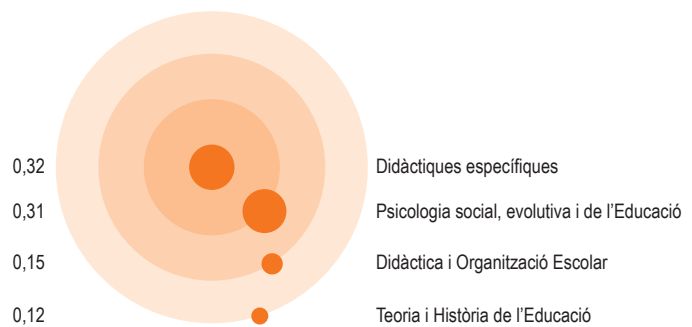 0,32 Didàctiques específiques
0,31 Psicologia social, evolutiva i de l’Educació
0,15 Didàctica i Organització Escolar
0,12 Teoria i Història de l’Educació